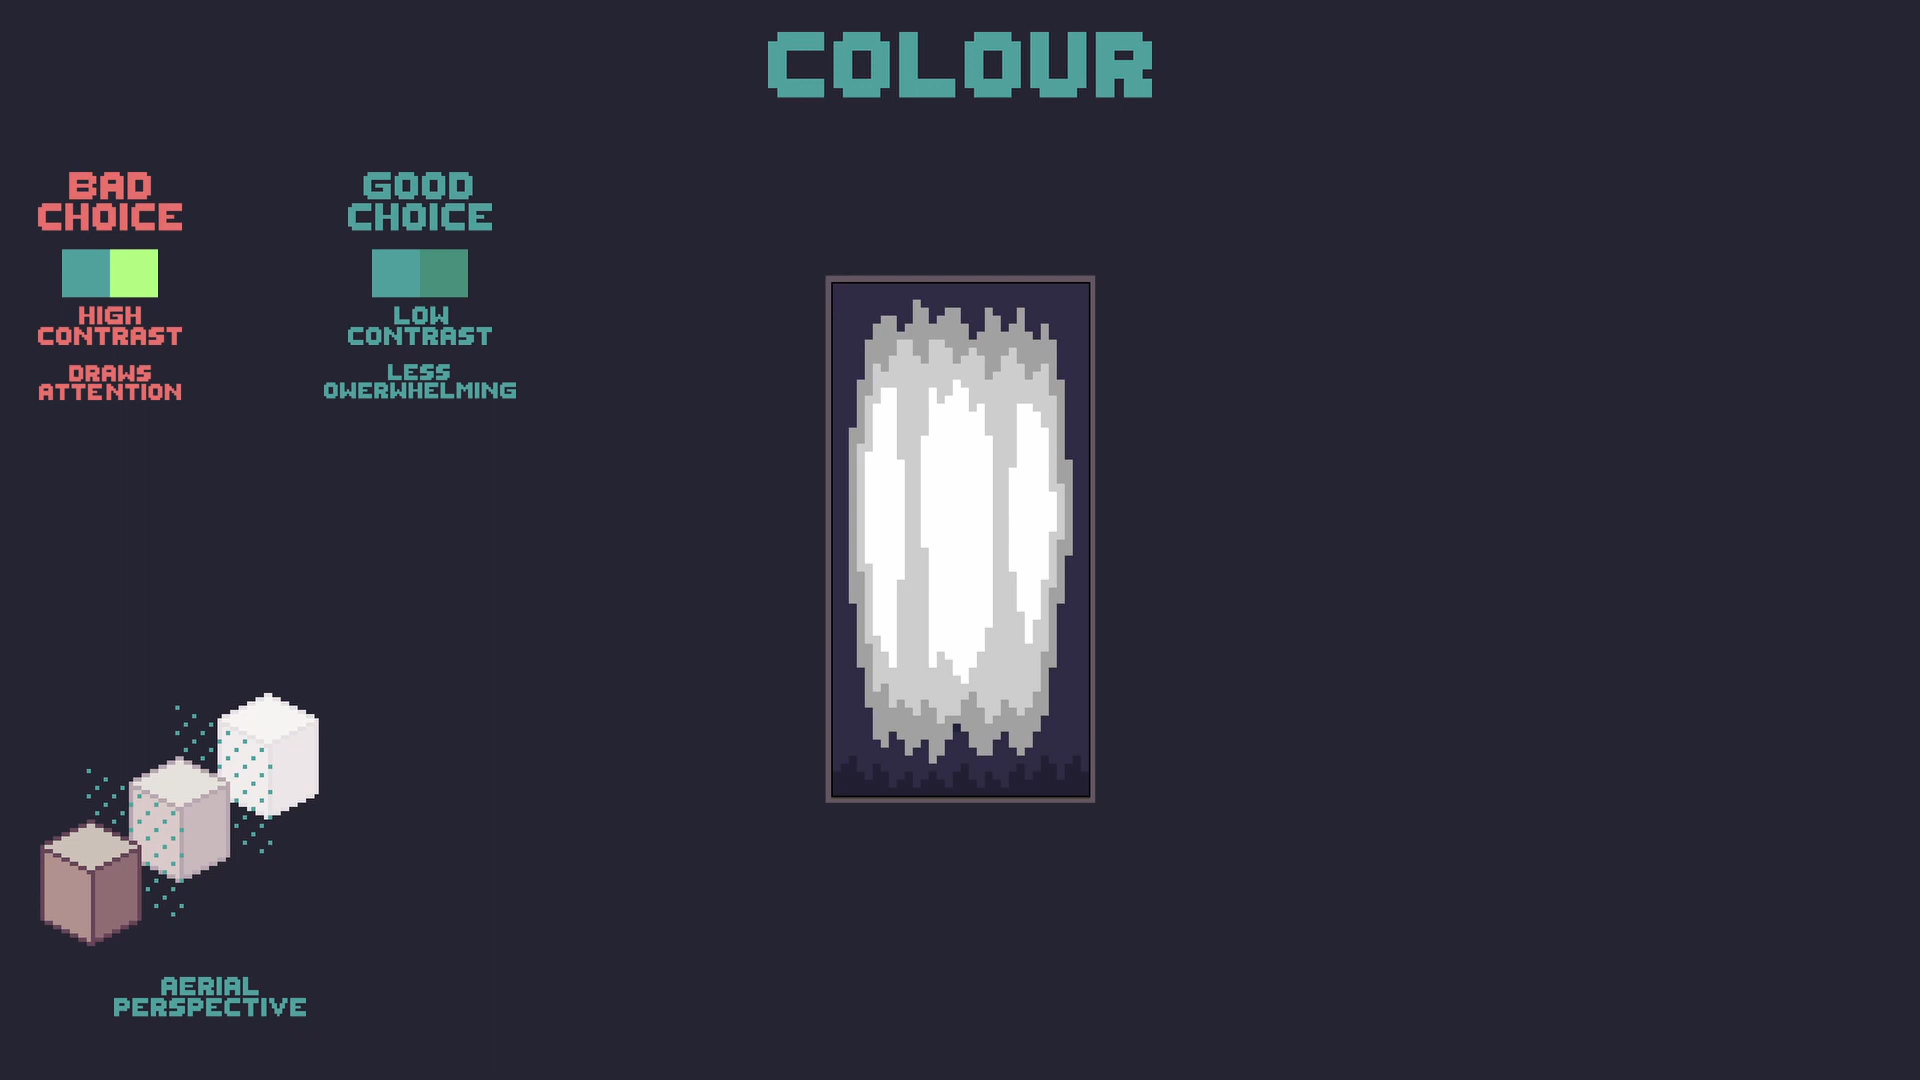 COLOUR
BAD
CHOICE
HIGH
CONTRAST
DRAWS
ATTENTION
GOOD
CHOICE
LOW
CONTRAST
LESS
OWERWHELMING
AERIAL
PERSPECTIVE